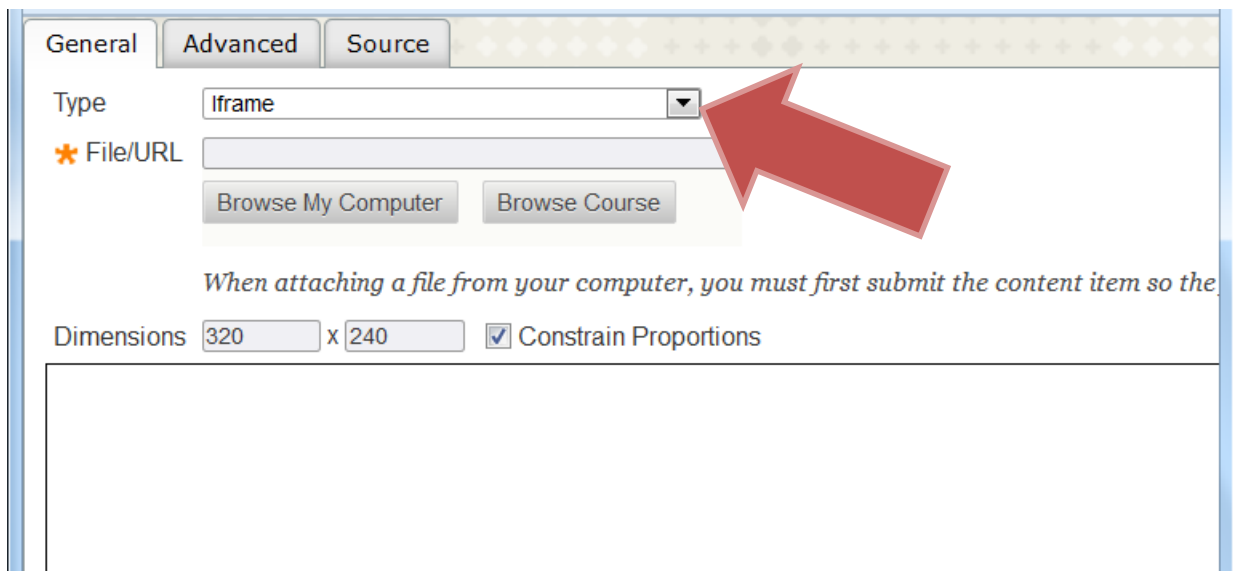 General Advanced Source
Type Iframe
File/URL
Browse My Computer Browse Course
When attaching a file from your computer, you must first submit the content item so the
Dimensions 320 x 240 Constrain Proportions